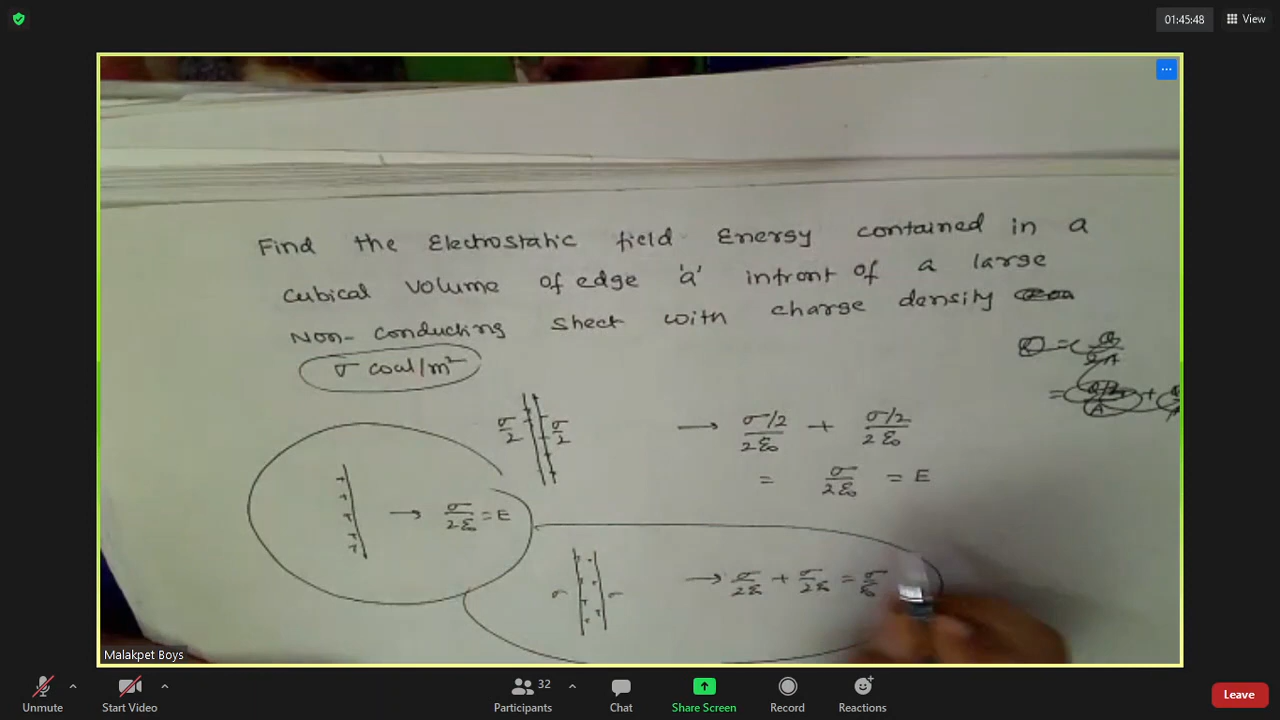 01:45:48
View
Find the Electrostatic field Energy contained in a
cubical volume of edge 'a' infront of a large
Non-conducting sheet with charge density
σ coul/m²
σ/2 σ/2 → (σ/2)/(2ε₀) + (σ/2)/(2ε₀)
= σ/2ε₀ = E
→ σ/2ε₀ = E
σ σ → σ/2ε₀ + σ/2ε₀ = σ/ε₀
Malakpet Boys
Unmute
Start Video
32
Participants
Chat
Share Screen
Record
Reactions
Leave